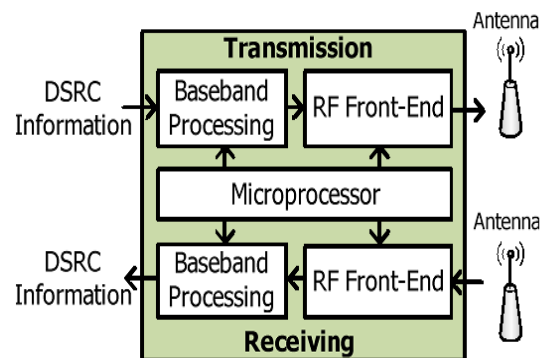 Antenna
Transmission
DSRC
Information
Baseband
Processing
RF Front-End
Microprocessor
Antenna
DSRC
Information
Baseband
Processing
RF Front-End
Receiving